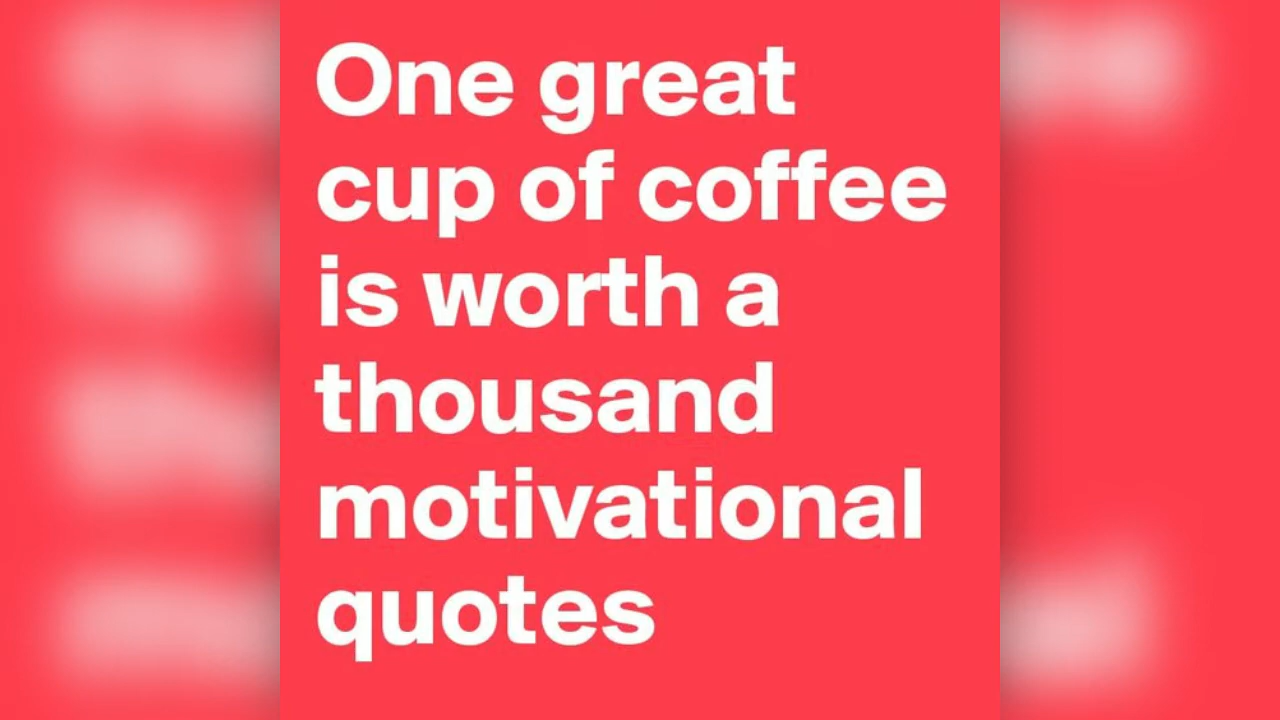 One great
cup of coffee
is worth a
thousand
motivational
quotes